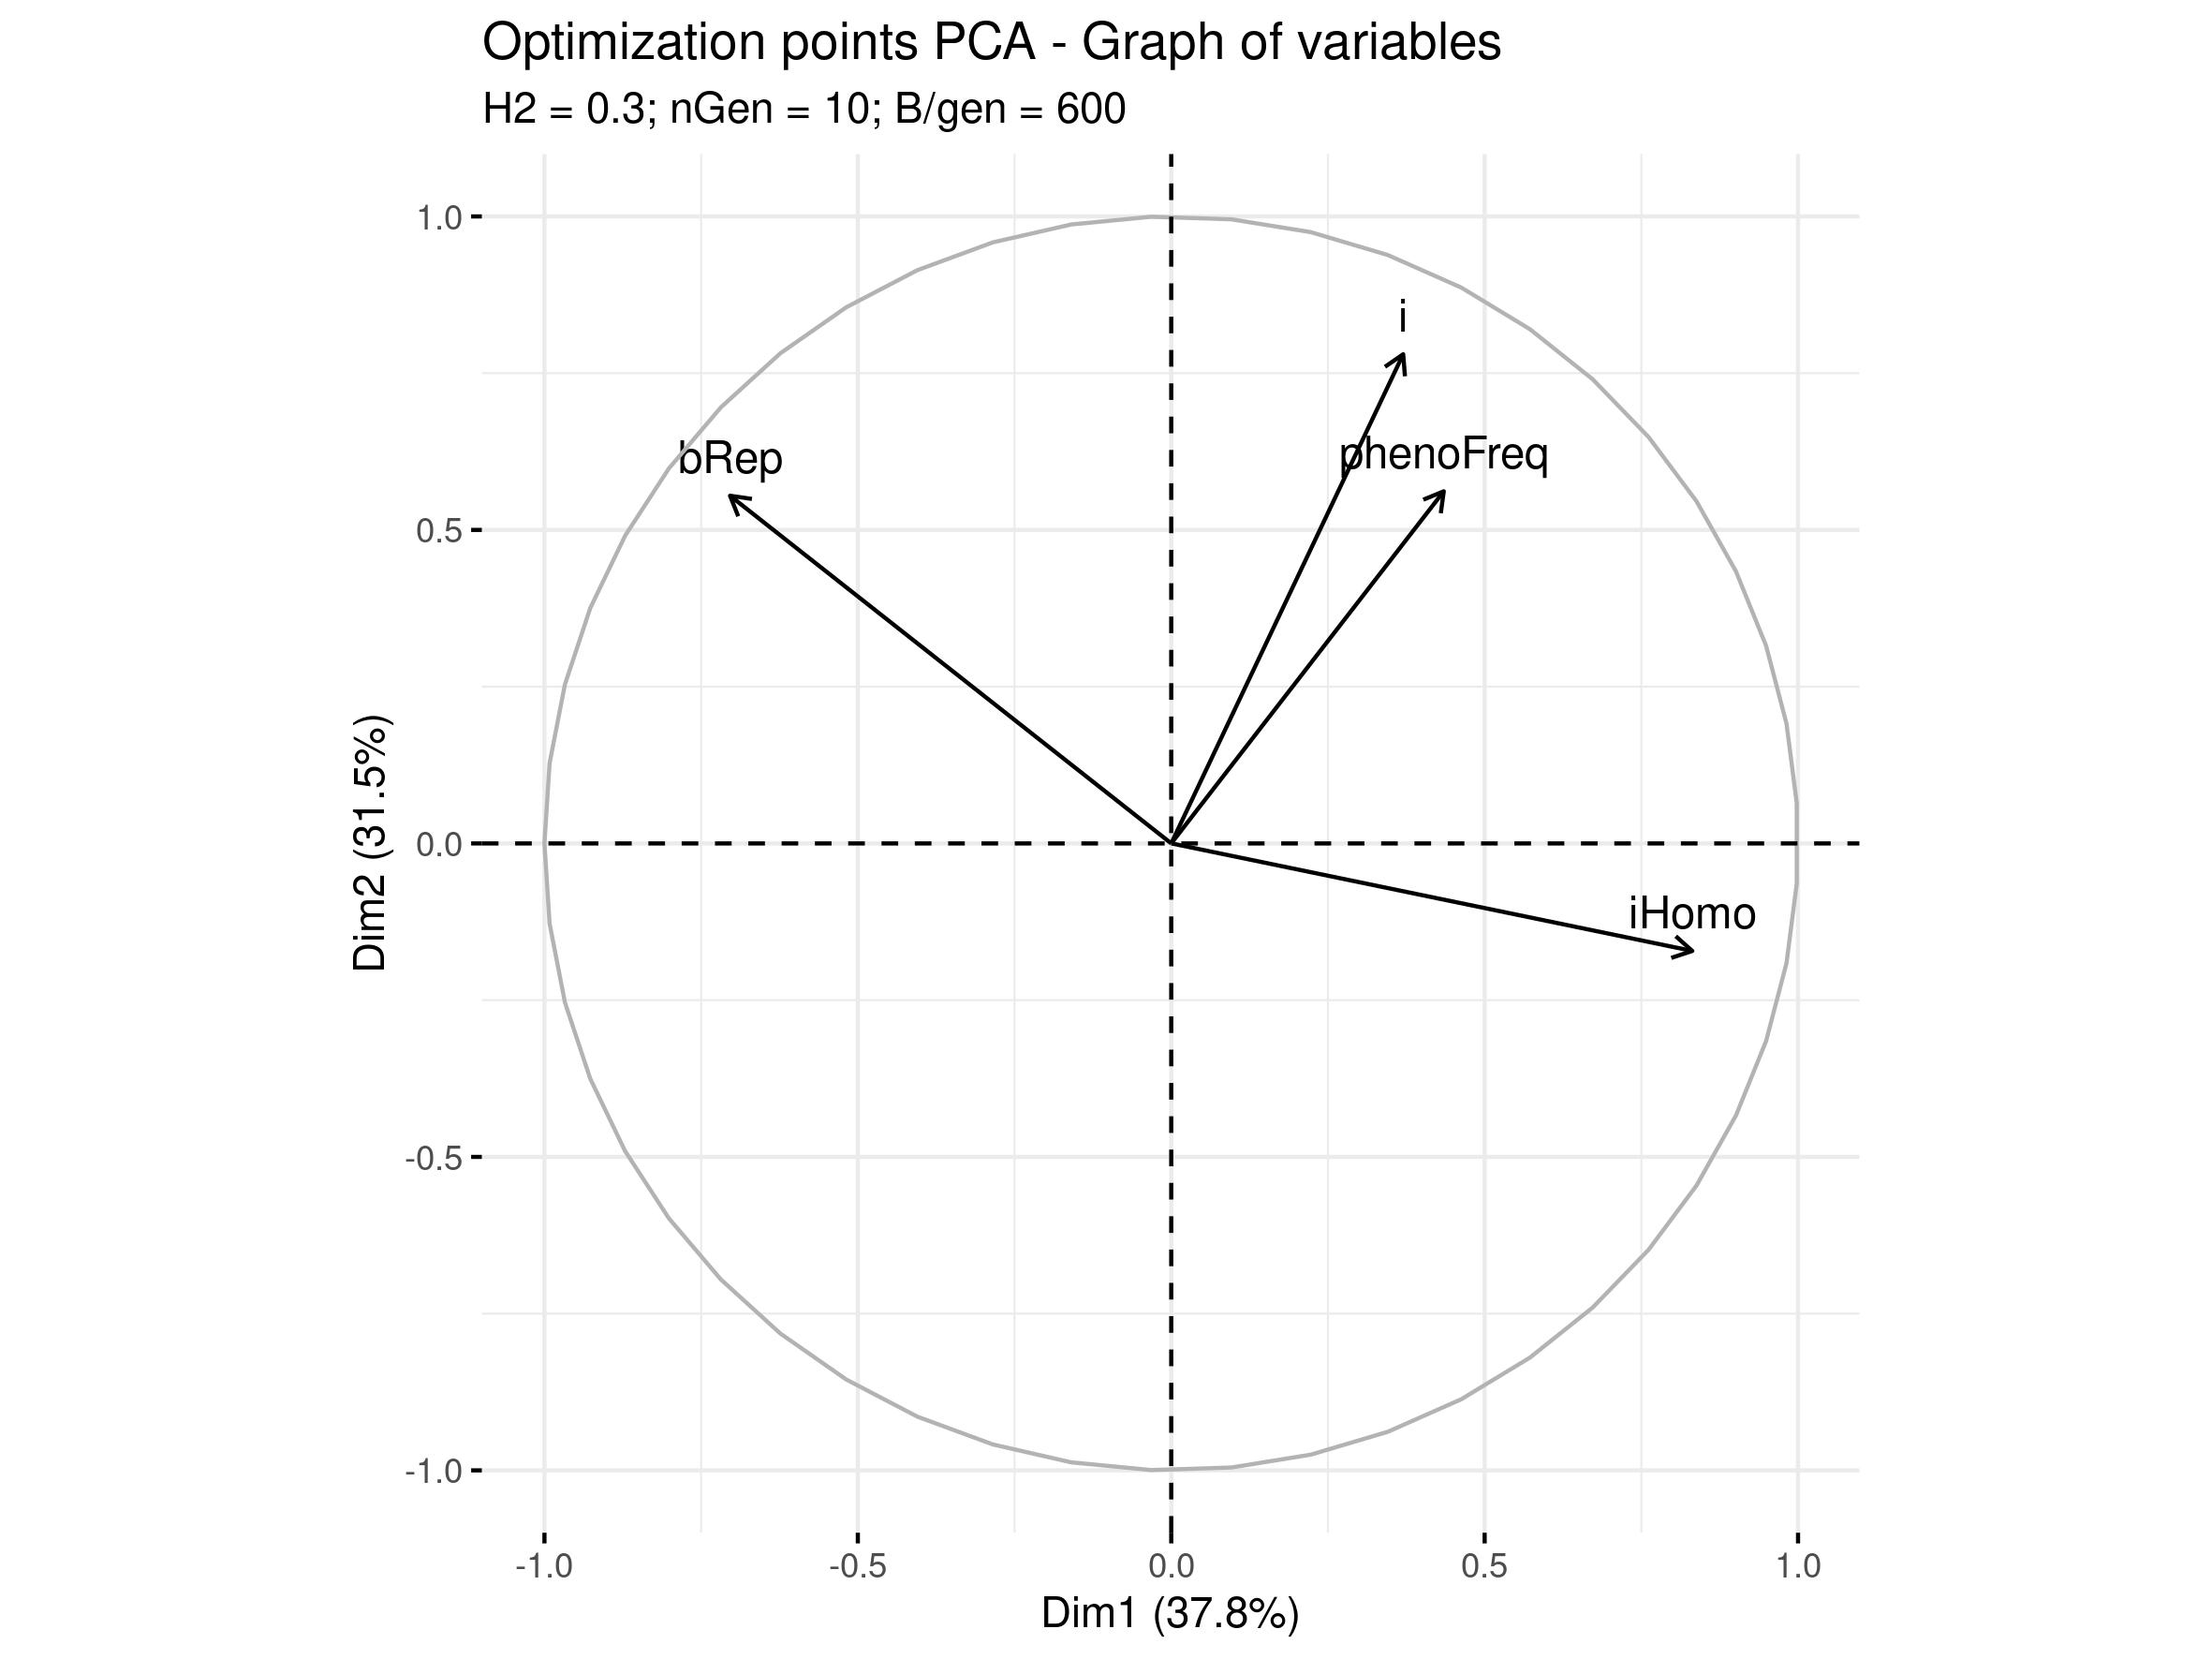 Optimization points PCA - Graph of variables
H2 = 0.3; nGen = 10; B/gen = 600
1.0
i
phenoFreq
bRep
0.5
Dim2 (31.5%)
0.0
iHomo
-0.5
-1.0
-1.0 -0.5 0.0 0.5 1.0
Dim1 (37.8%)